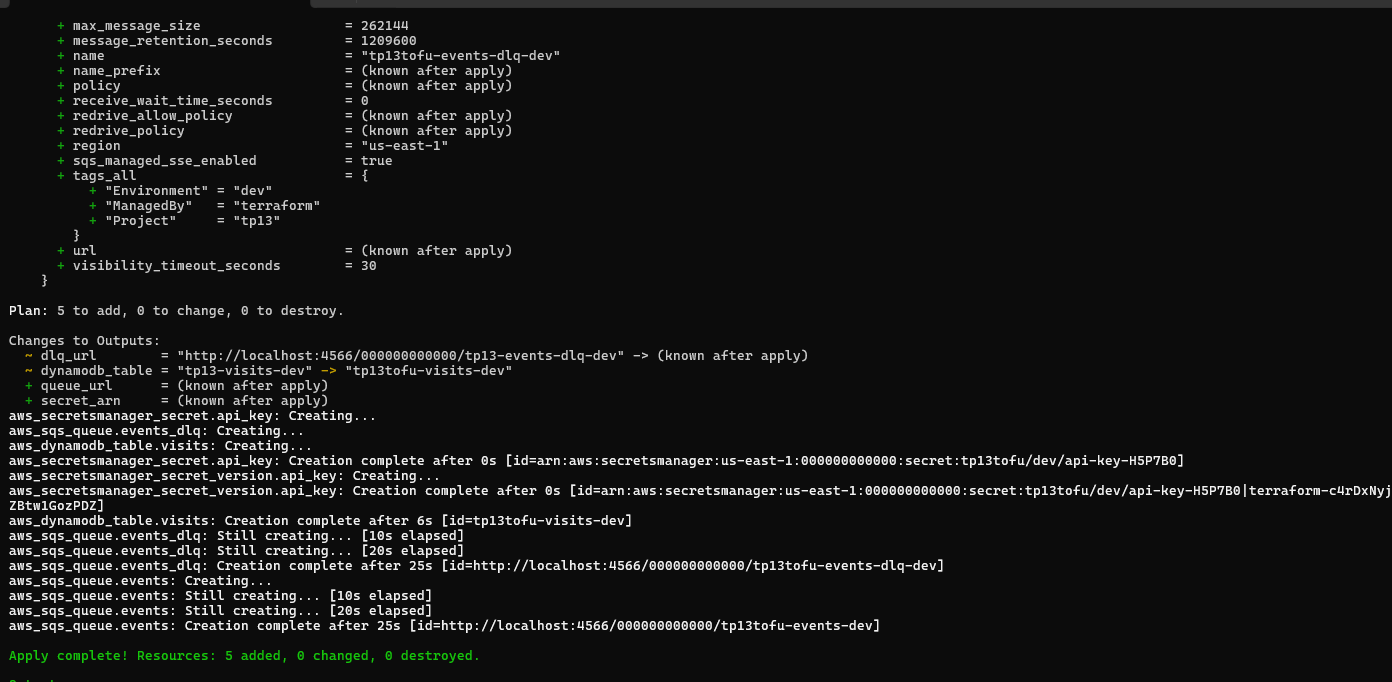 + max_message_size                  = 262144
+ message_retention_seconds         = 1209600
+ name                              = "tp13tofu-events-dlq-dev"
+ name_prefix                       = (known after apply)
+ policy                            = (known after apply)
+ receive_wait_time_seconds         = 0
+ redrive_allow_policy              = (known after apply)
+ redrive_policy                    = (known after apply)
+ region                            = "us-east-1"
+ sqs_managed_sse_enabled           = true
+ tags_all                          = {
+ "Environment" = "dev"
+ "ManagedBy"   = "terraform"
+ "Project"     = "tp13"
}
+ url                               = (known after apply)
+ visibility_timeout_seconds        = 30
}
Plan: 5 to add, 0 to change, 0 to destroy.
Changes to Outputs:
~ dlq_url        = "http://localhost:4566/000000000000/tp13-events-dlq-dev" -> (known after apply)
~ dynamodb_table = "tp13-visits-dev" -> "tp13tofu-visits-dev"
+ queue_url      = (known after apply)
+ secret_arn     = (known after apply)
aws_secretsmanager_secret.api_key: Creating...
aws_sqs_queue.events_dlq: Creating...
aws_dynamodb_table.visits: Creating...
aws_secretsmanager_secret.api_key: Creation complete after 0s [id=arn:aws:secretsmanager:us-east-1:000000000000:secret:tp13tofu/dev/api-key-H5P7B0]
aws_secretsmanager_secret_version.api_key: Creating...
aws_secretsmanager_secret_version.api_key: Creation complete after 0s [id=arn:aws:secretsmanager:us-east-1:000000000000:secret:tp13tofu/dev/api-key-H5P7B0|terraform-c4rDxNyj
ZBtw1GozPDZ]
aws_dynamodb_table.visits: Creation complete after 6s [id=tp13tofu-visits-dev]
aws_sqs_queue.events_dlq: Still creating... [10s elapsed]
aws_sqs_queue.events_dlq: Still creating... [20s elapsed]
aws_sqs_queue.events_dlq: Creation complete after 25s [id=http://localhost:4566/000000000000/tp13tofu-events-dlq-dev]
aws_sqs_queue.events: Creating...
aws_sqs_queue.events: Still creating... [10s elapsed]
aws_sqs_queue.events: Still creating... [20s elapsed]
aws_sqs_queue.events: Creation complete after 25s [id=http://localhost:4566/000000000000/tp13tofu-events-dev]
Apply complete! Resources: 5 added, 0 changed, 0 destroyed.